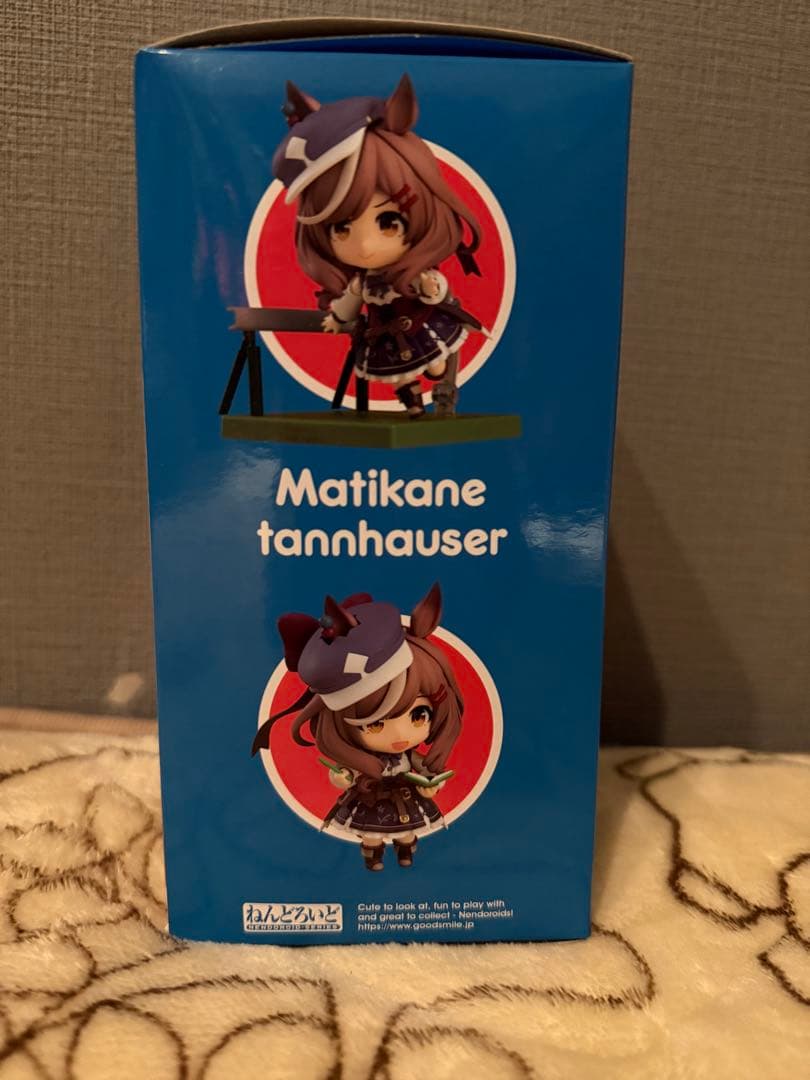 Matikane
tannhauser
ねんどろいど
NENDOROID・SERIES
Cute to look at, fun to play with
and great to collect - Nendoroids!
https://www.goodsmile.jp